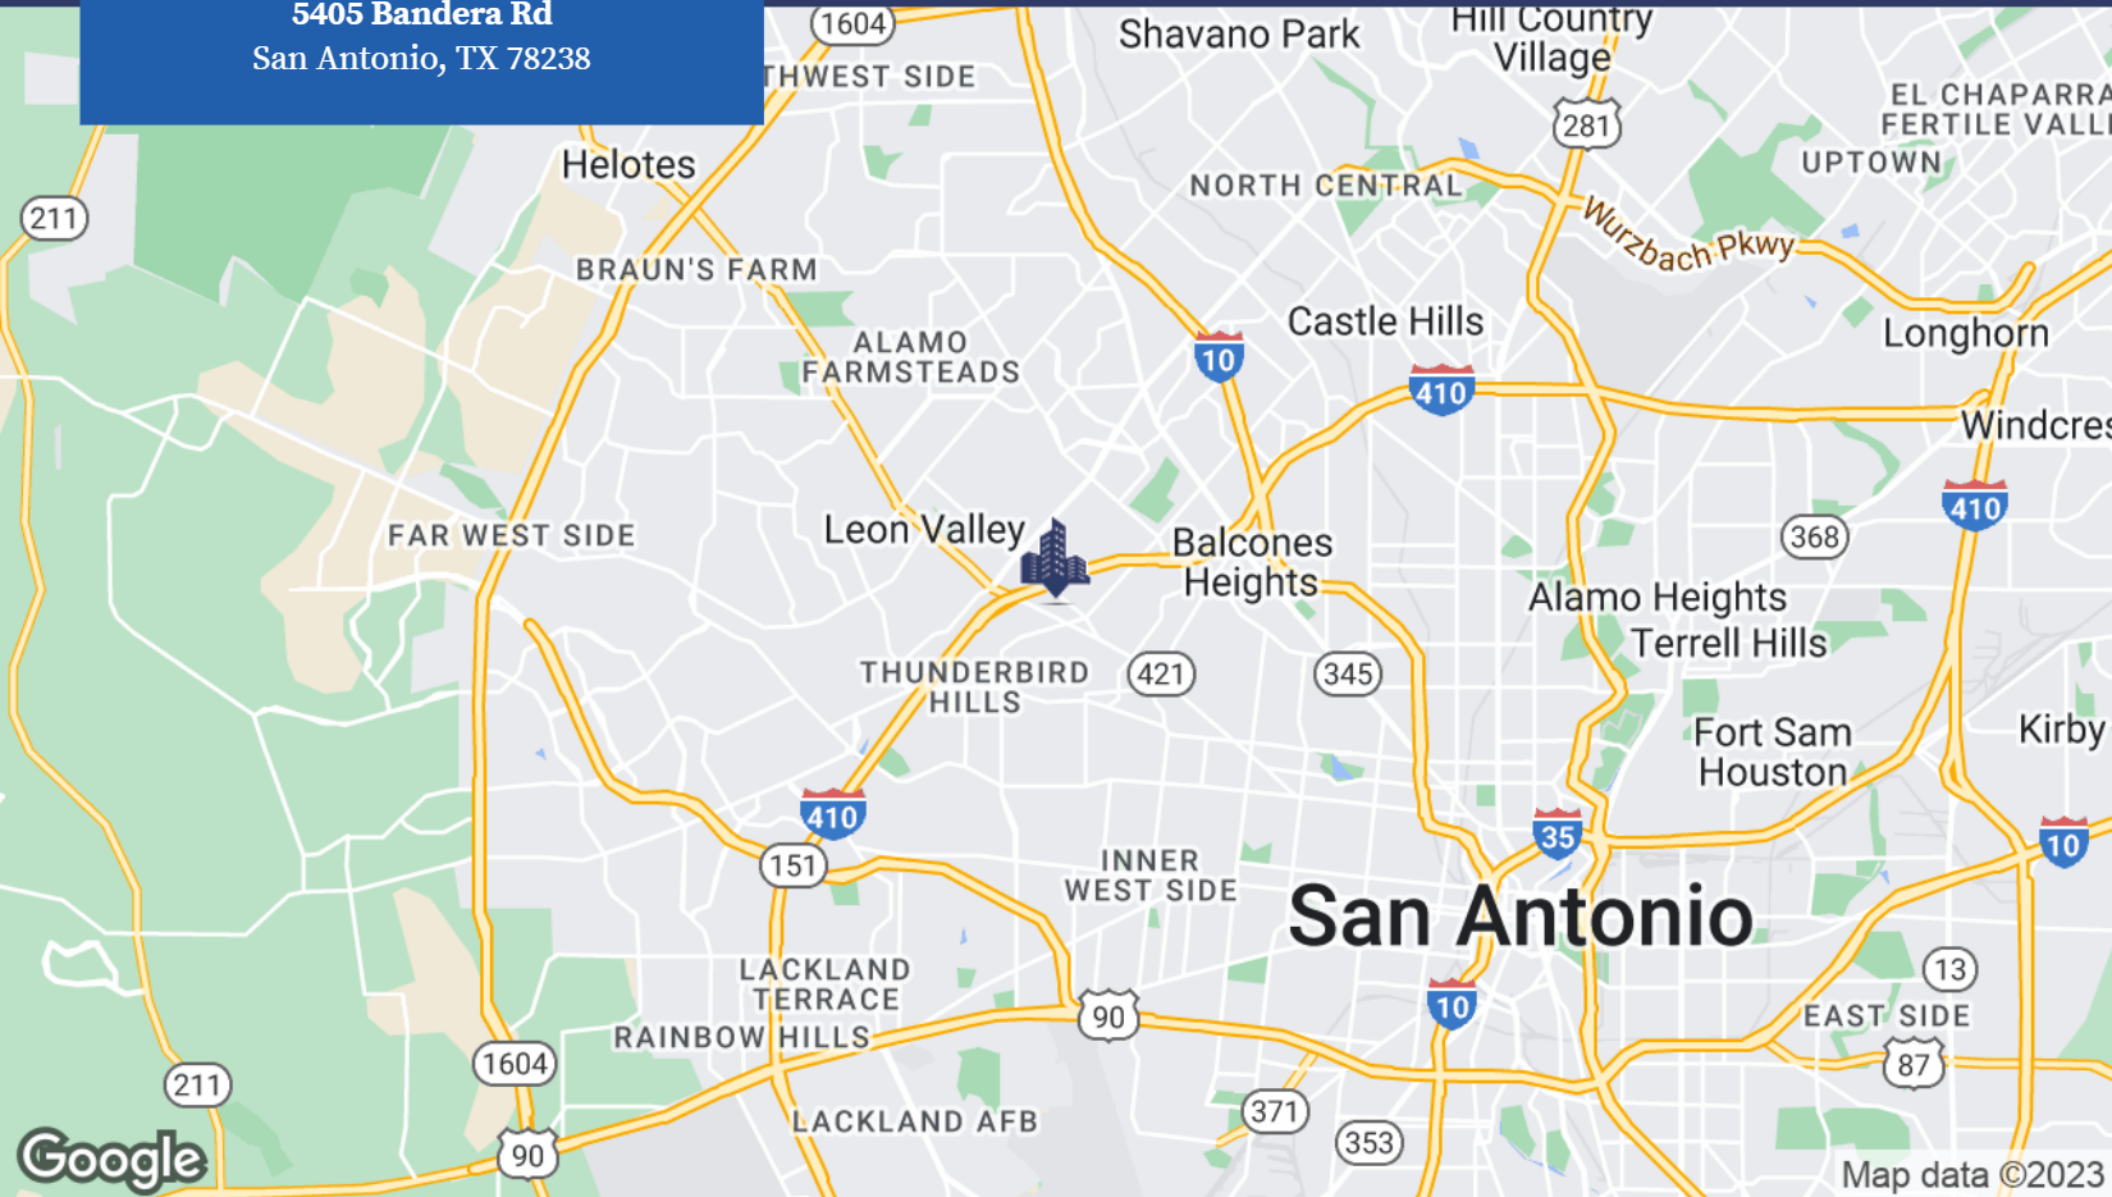 5405 Bandera Rd
San Antonio, TX 78238
1604
Shavano Park
Hill Country
Village
THWEST SIDE
EL CHAPARRA
FERTILE VALL
281
UPTOWN
Helotes
NORTH CENTRAL
211
Wurzbach Pkwy
BRAUN'S FARM
Castle Hills
Longhorn
ALAMO
FARMSTEADS
10
410
Windcres
410
Leon Valley
FAR WEST SIDE
Balcones
Heights
368
Alamo Heights
Terrell Hills
THUNDERBIRD
HILLS
421
345
Fort Sam
Houston
Kirby
410
35
10
151
INNER
WEST SIDE
San Antonio
LACKLAND
TERRACE
13
90
10
EAST SIDE
RAINBOW HILLS
1604
87
211
371
LACKLAND AFB
353
90
Google
Map data ©2023